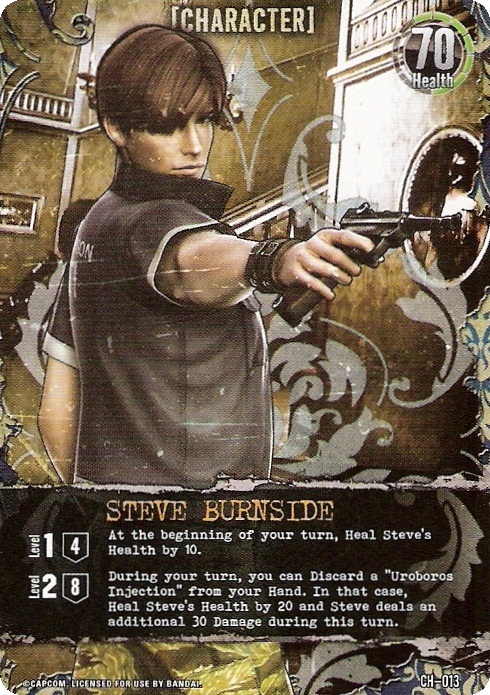 [CHARACTER]
70
Health
ON
STEVE BURNSIDE
Level 1 4
At the beginning of your turn, Heal Steve's
Health by 10.
Level 2 8
During your turn, you can Discard a "Uroboros
Injection" from your Hand. In that case,
Heal Steve's Health by 20 and Steve deals an
additional 30 Damage during this turn.
©CAPCOM. LICENSED FOR USE BY BANDAI.
CH-013